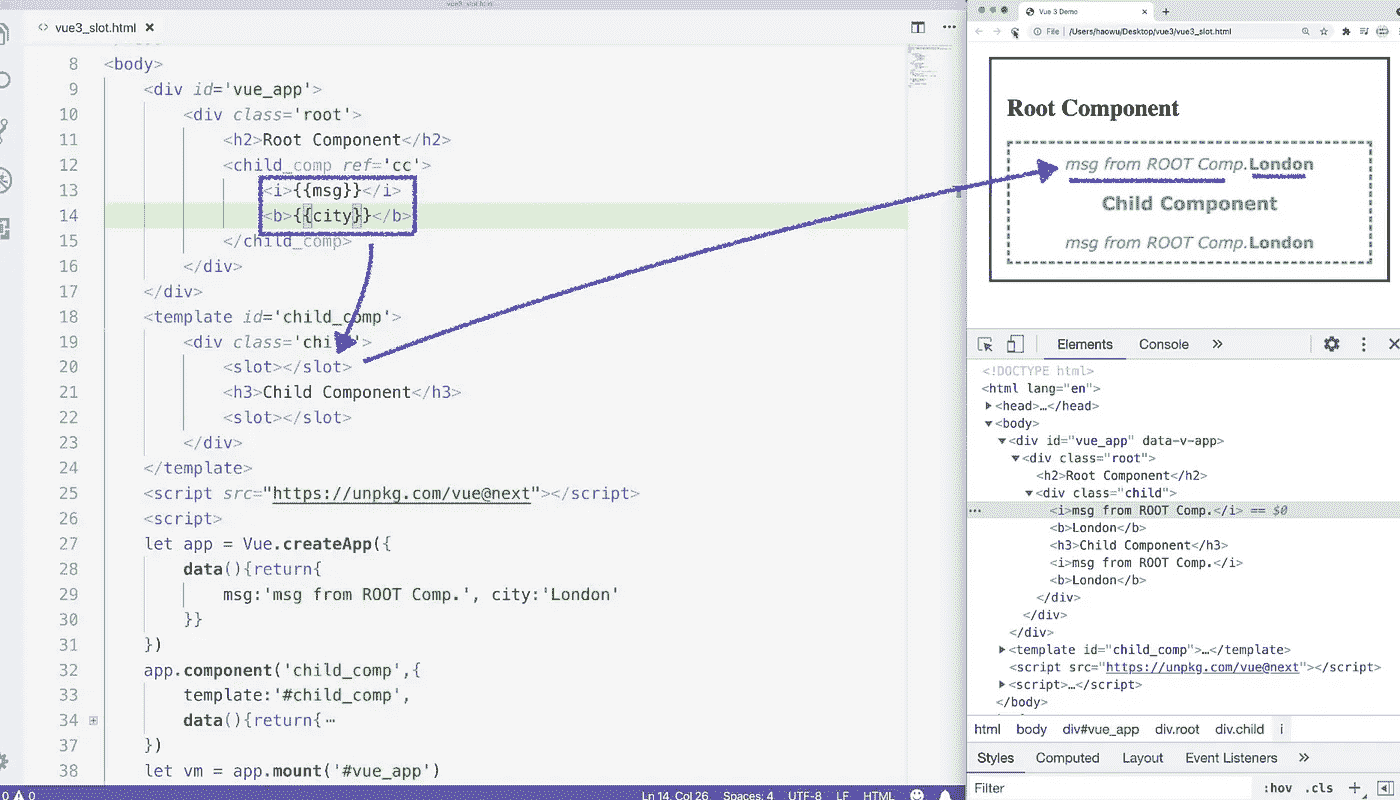 vue3_slot.html
vue3_slot.html
8 <body>
9 <div id='vue_app'>
10 <div class='root'>
11 <h2>Root Component</h2>
12 <child_comp ref='cc'>
13 <i>{{msg}}</i>
14 <b>{{city}}</b>
15 </child_comp>
16 </div>
17 </div>
18 <template id='child_comp'>
19 <div class='chi'>
20 <slot></slot>
21 <h3>Child Component</h3>
22 <slot></slot>
23 </div>
24 </template>
25 <script src="https://unpkg.com/vue@next"></script>
26 <script>
27 let app = Vue.createApp({
28 data(){return{
29 msg:'msg from ROOT Comp.', city:'London'
30 }}
31 })
32 app.component('child_comp',{
33 template:'#child_comp',
34 data(){return{⋯
37 })
38 let vm = app.mount('#vue_app')
0 0
Ln 14, Col 26 Spaces: 4 UTF-8 LF HTML
Vue 3 Demo
File /Users/haowu/Desktop/vue3/vue3_slot.html
Root Component
msg from ROOT Comp.London
Child Component
msg from ROOT Comp.London
Elements Console »
<!DOCTYPE html>
<html lang="en">
<head>…</head>
<body>
<div id="vue_app" data-v-app>
<div class="root">
<h2>Root Component</h2>
<div class="child">
<i>msg from ROOT Comp.</i> == $0
<b>London</b>
<h3>Child Component</h3>
<i>msg from ROOT Comp.</i>
<b>London</b>
</div>
</div>
</div>
<template id="child_comp">…</template>
<script src="https://unpkg.com/vue@next"></script>
<script>…</script>
</body>
html body div#vue_app div.root div.child i
Styles Computed Layout Event Listeners »
Filter :hov .cls +